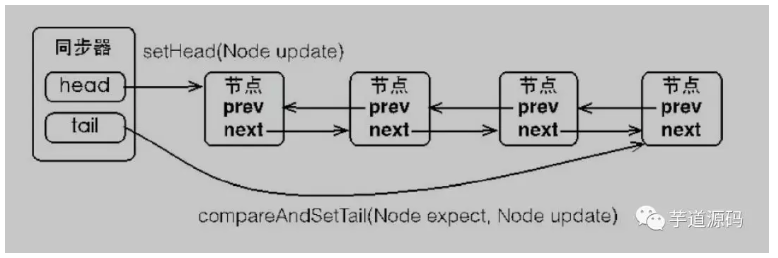 同步器
setHead(Node update)
head
tail
节点
prev
next
节点
prev
next
节点
prev
next
节点
prev
next
compareAndSetTail(Node expect, Node update)
芋道源码